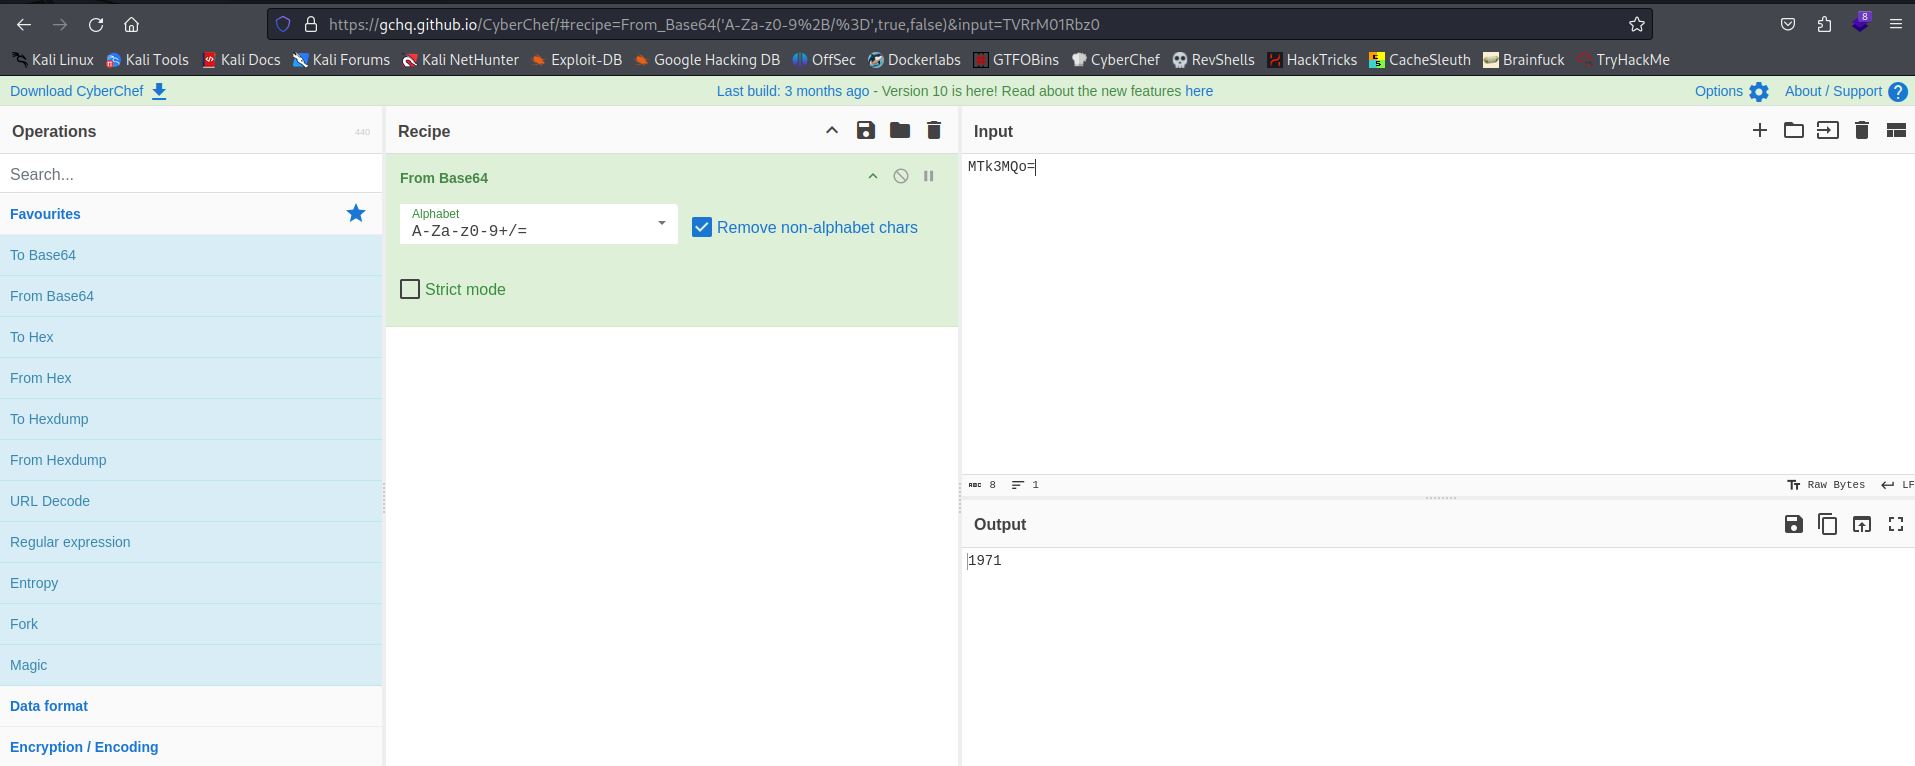 https://gchq.github.io/CyberChef/#recipe=From_Base64('A-Za-z0-9%2B/%3D',true,false)&input=TVRrM01Rbz0
8
Kali Linux Kali Tools Kali Docs Kali Forums Kali NetHunter Exploit-DB Google Hacking DB OffSec Dockerlabs GTFOBins CyberChef RevShells HackTricks CacheSleuth Brainfuck TryHackMe
Download CyberChef Last build: 3 months ago - Version 10 is here! Read about the new features here Options About / Support
Operations 440
Search...
Favourites
To Base64
From Base64
To Hex
From Hex
To Hexdump
From Hexdump
URL Decode
Regular expression
Entropy
Fork
Magic
Data format
Encryption / Encoding
Recipe
From Base64
Alphabet
A-Za-z0-9+/=
Remove non-alphabet chars
Strict mode
Input
MTk3MQo=
ABC 8 1 Raw Bytes LF
Output
1971